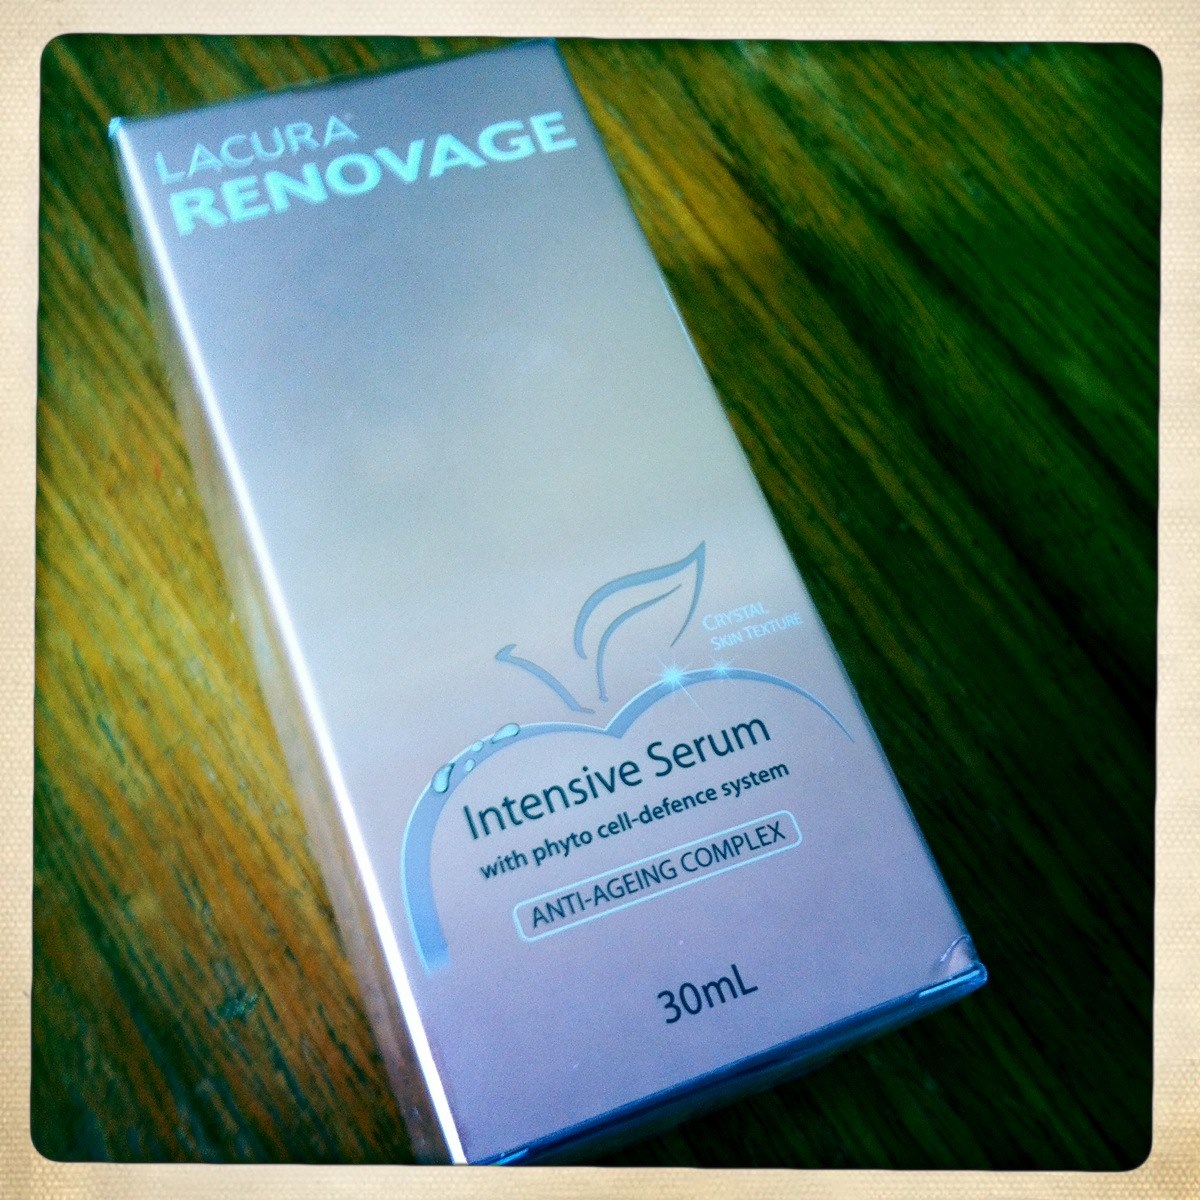 LACURA
RENOVAGE
CRYSTAL
SKIN TEXTURE
Intensive Serum
with phyto cell-defence system
ANTI-AGEING COMPLEX
30mL